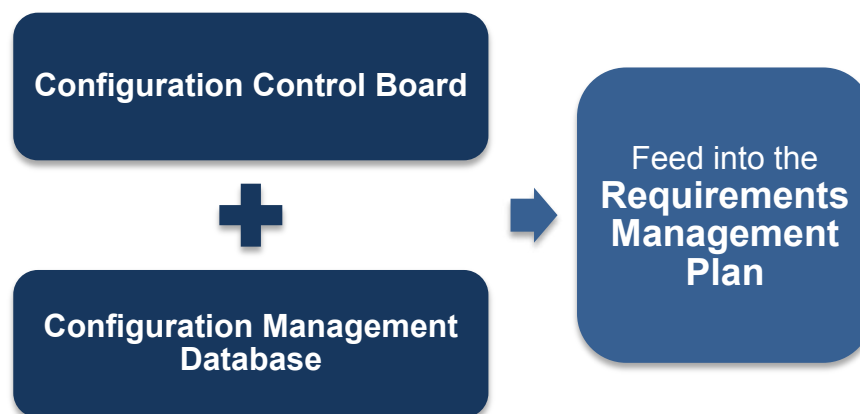 Configuration Control Board
Feed into the
Requirements
Management
Plan
Configuration Management
Database